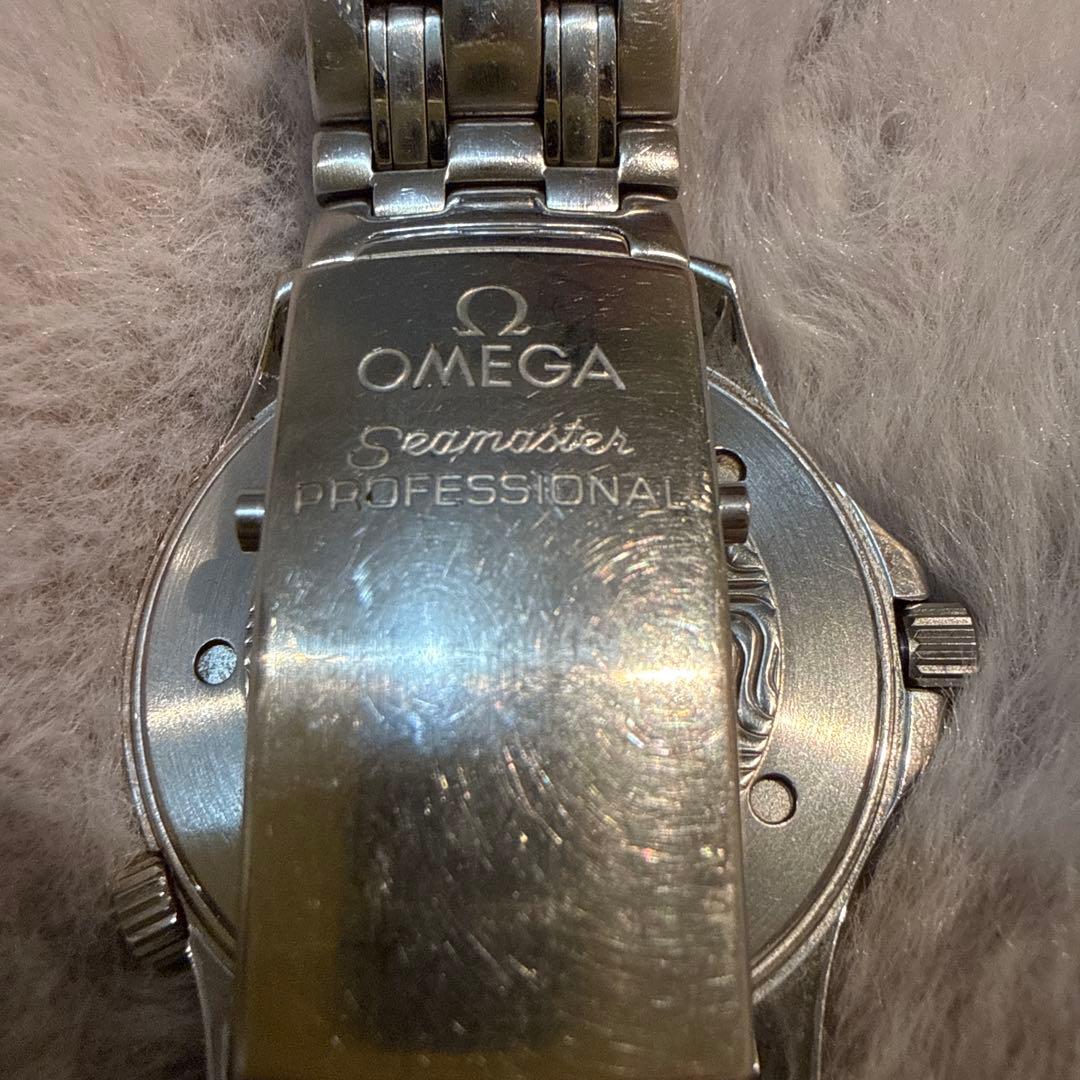 Ω
OMEGA
Seamaster
PROFESSIONAL